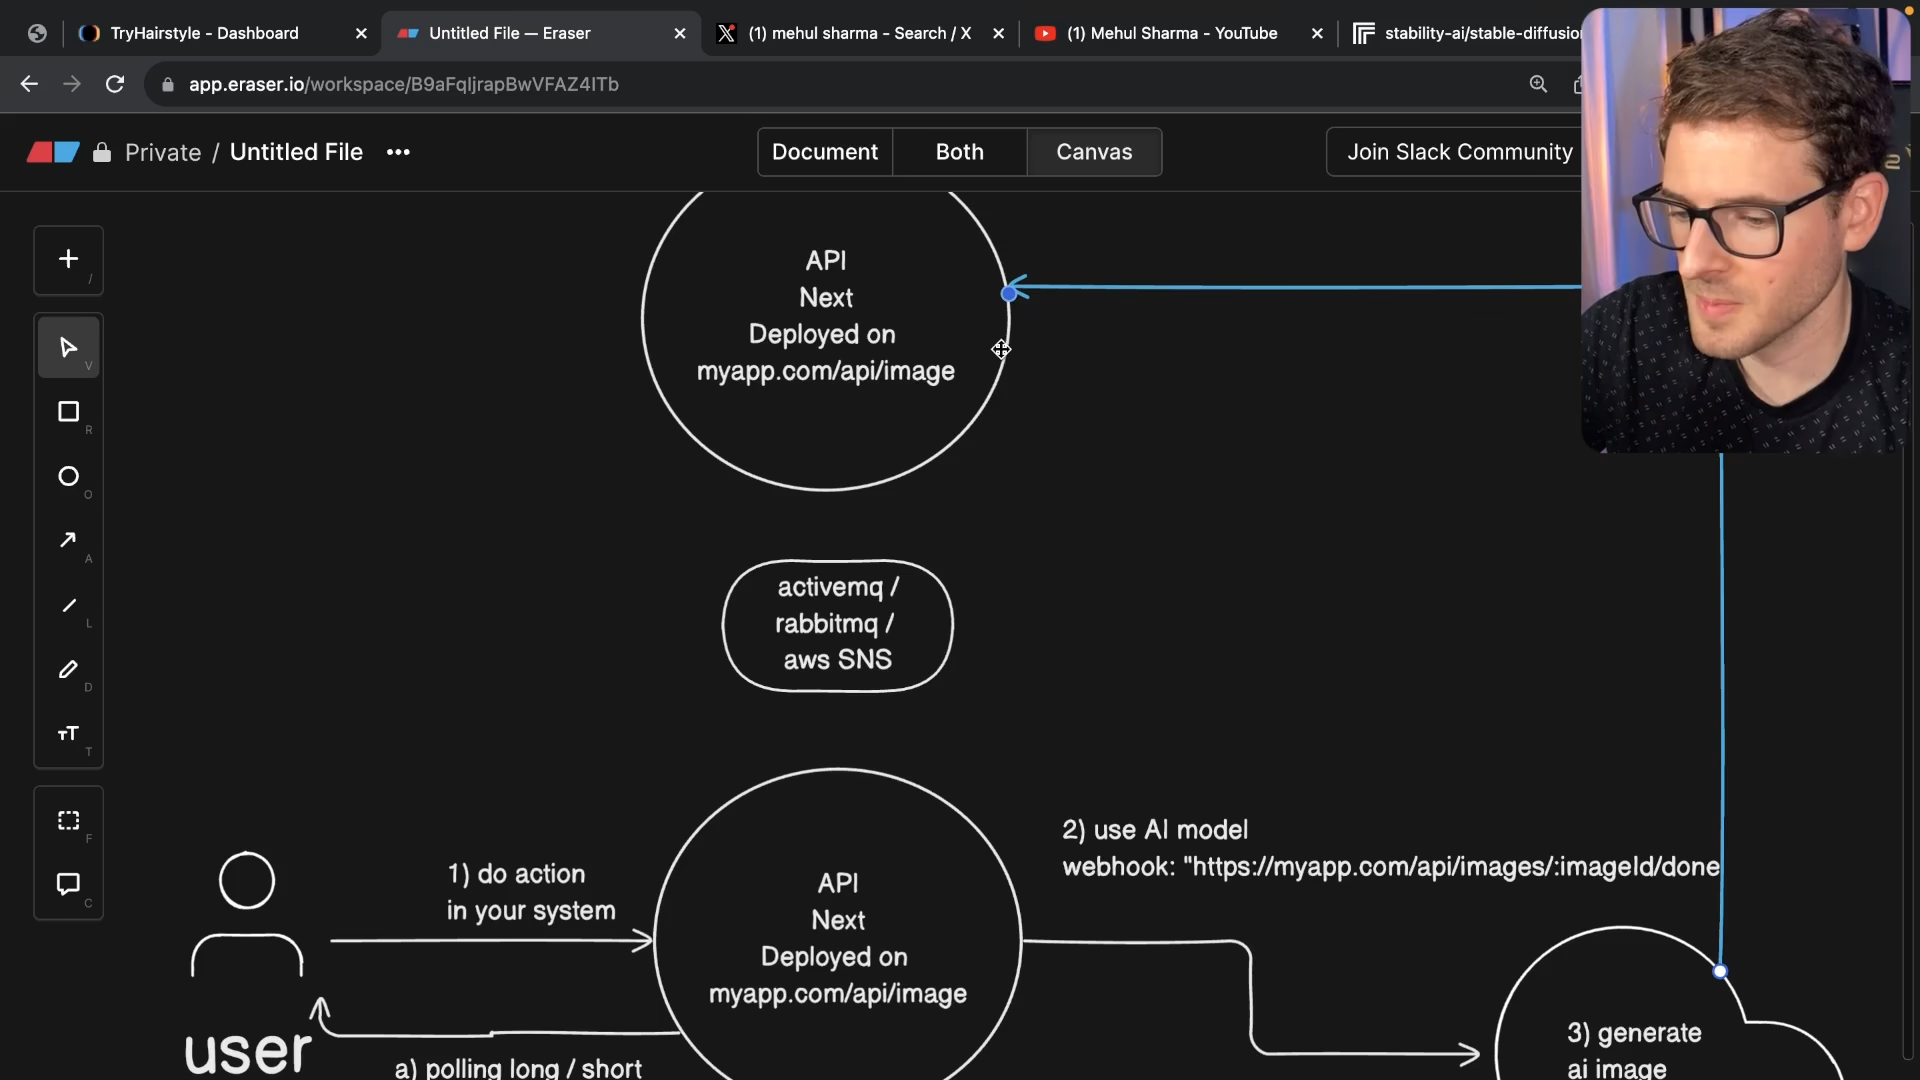 TryHairstyle - Dashboard
Untitled File — Eraser
(1) mehul sharma - Search / X
(1) Mehul Sharma - YouTube
stability-ai/stable-diffusion
app.eraser.io/workspace/B9aFqIjrapBwVFAZ4ITb
Private / Untitled File
Document
Both
Canvas
Join Slack Community
/
V
R
O
A
L
D
T
F
C
API
Next
Deployed on
myapp.com/api/image
activemq /
rabbitmq /
aws SNS
2) use AI model
webhook: "https://myapp.com/api/images/:imageId/done
1) do action
in your system
API
Next
Deployed on
myapp.com/api/image
user
a) polling long / short
3) generate
ai image